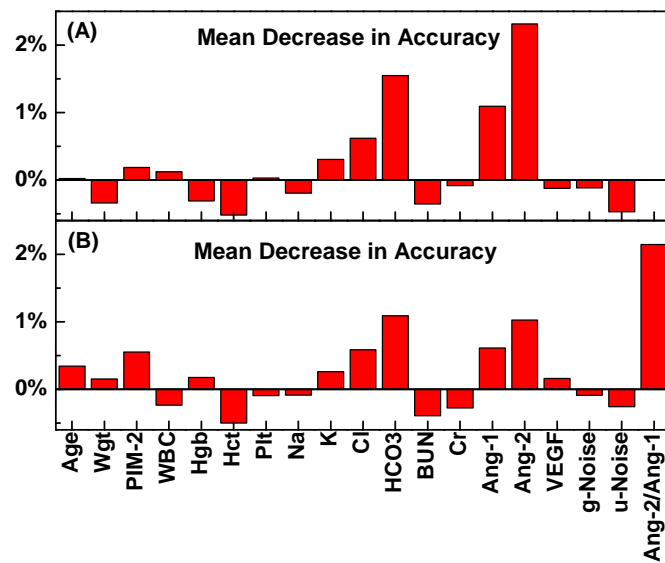 (A)
Mean Decrease in Accuracy
2%
1%
0%
(B)
Mean Decrease in Accuracy
2%
1%
0%
Age
Wgt
PIM-2
WBC
Hgb
Hct
Plt
Na
K
Cl
HCO3
BUN
Cr
Ang-1
Ang-2
VEGF
g-Noise
u-Noise
Ang-2/Ang-1